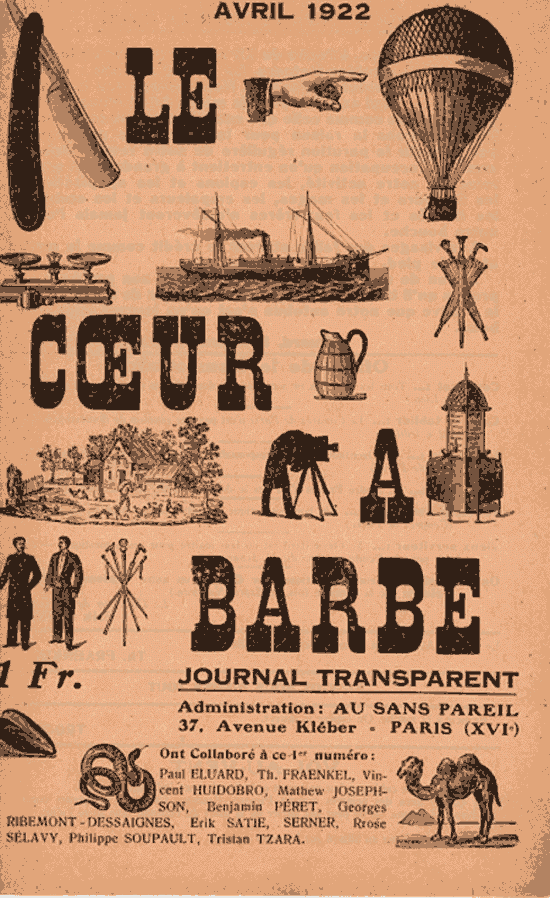 AVRIL 1922
LE
CŒUR
A
BARBE
1 Fr.
JOURNAL TRANSPARENT
Administration: AU SANS PAREIL
37, Avenue Kléber - PARIS (XVIe)
Ont Collaboré à ce 1er numéro:
Paul ELUARD, Th. FRAENKEL, Vin-
cent HUIDOBRO, Mathew JOSEPH-
SON, Benjamin PÉRET, Georges
RIBEMONT-DESSAIGNES, Erik SATIE, SERNER, Rrose
SÉLAVY, Philippe SOUPAULT, Tristan TZARA.